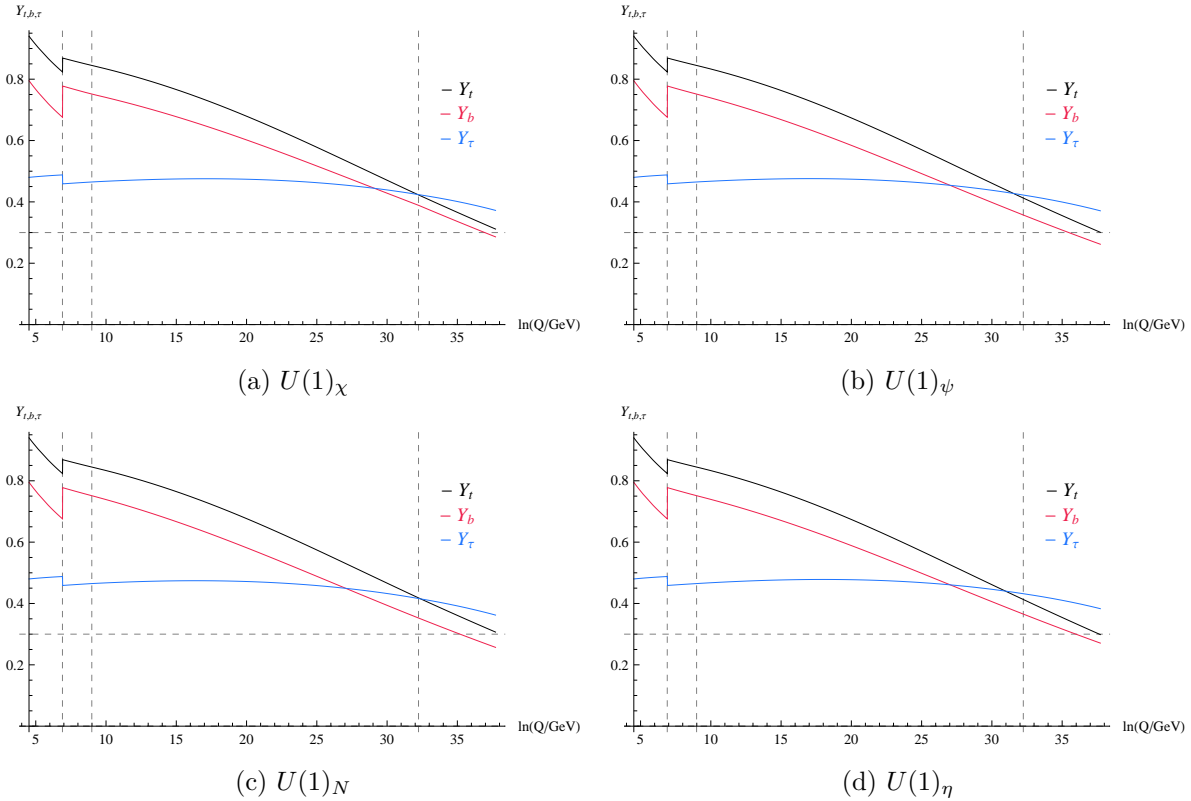 Y_{t,b,τ}
0.8
0.6
0.4
0.2
5 10 15 20 25 30 35
ln(Q/GeV)
− Y_t
− Y_b
− Y_τ
(a) U(1)_χ
Y_{t,b,τ}
0.8
0.6
0.4
0.2
5 10 15 20 25 30 35
ln(Q/GeV)
− Y_t
− Y_b
− Y_τ
(b) U(1)_ψ
Y_{t,b,τ}
0.8
0.6
0.4
0.2
5 10 15 20 25 30 35
ln(Q/GeV)
− Y_t
− Y_b
− Y_τ
(c) U(1)_N
Y_{t,b,τ}
0.8
0.6
0.4
0.2
5 10 15 20 25 30 35
ln(Q/GeV)
− Y_t
− Y_b
− Y_τ
(d) U(1)_η